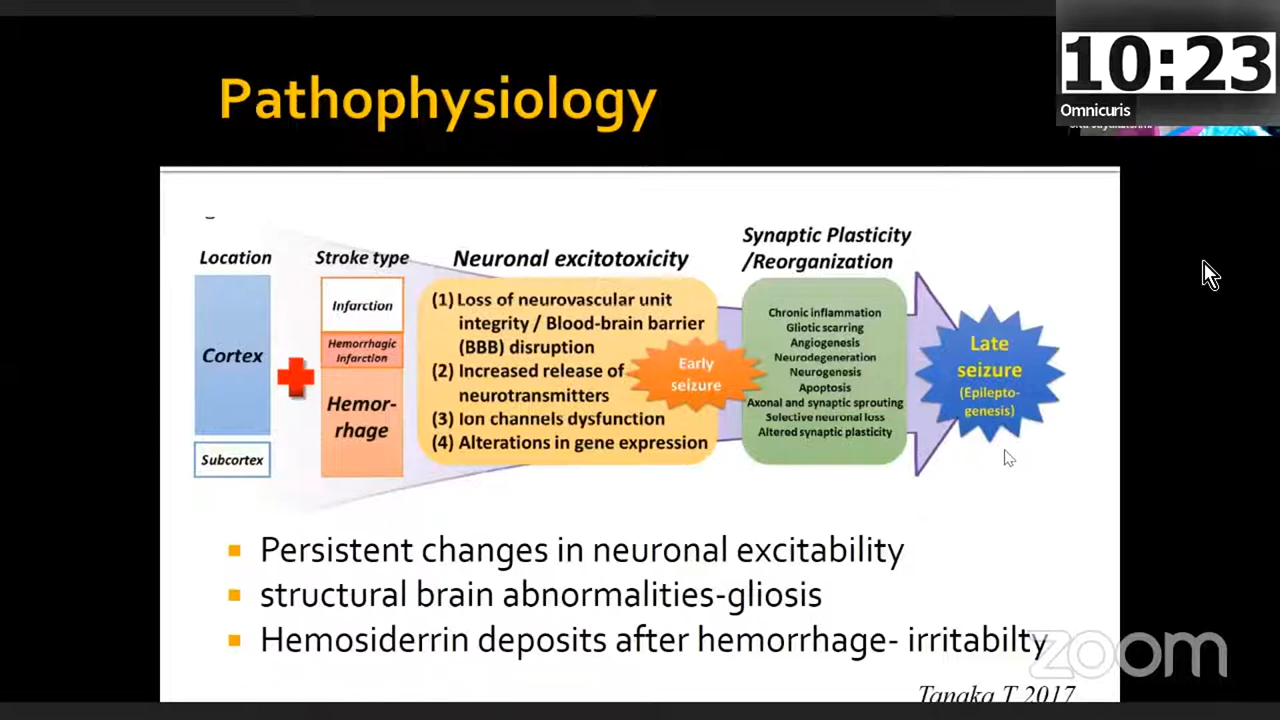 10:23
Omnicuris
Pathophysiology
Location
Stroke type
Neuronal excitotoxicity
Synaptic Plasticity
/Reorganization
Cortex
Subcortex
Infarction
Hemorrhagic
Infarction
Hemor-
rhage
(1) Loss of neurovascular unit
integrity / Blood-brain barrier
(BBB) disruption
(2) Increased release of
neurotransmitters
(3) Ion channels dysfunction
(4) Alterations in gene expression
Early
seizure
Chronic inflammation
Gliotic scarring
Angiogenesis
Neurodegeneration
Neurogenesis
Apoptosis
Axonal and synaptic sprouting
Selective neuronal loss
Altered synaptic plasticity
Late
seizure
(Epilepto-
genesis)
Persistent changes in neuronal excitability
structural brain abnormalities-gliosis
Hemosiderrin deposits after hemorrhage- irritabilty
zoom
Tanaka T 2017